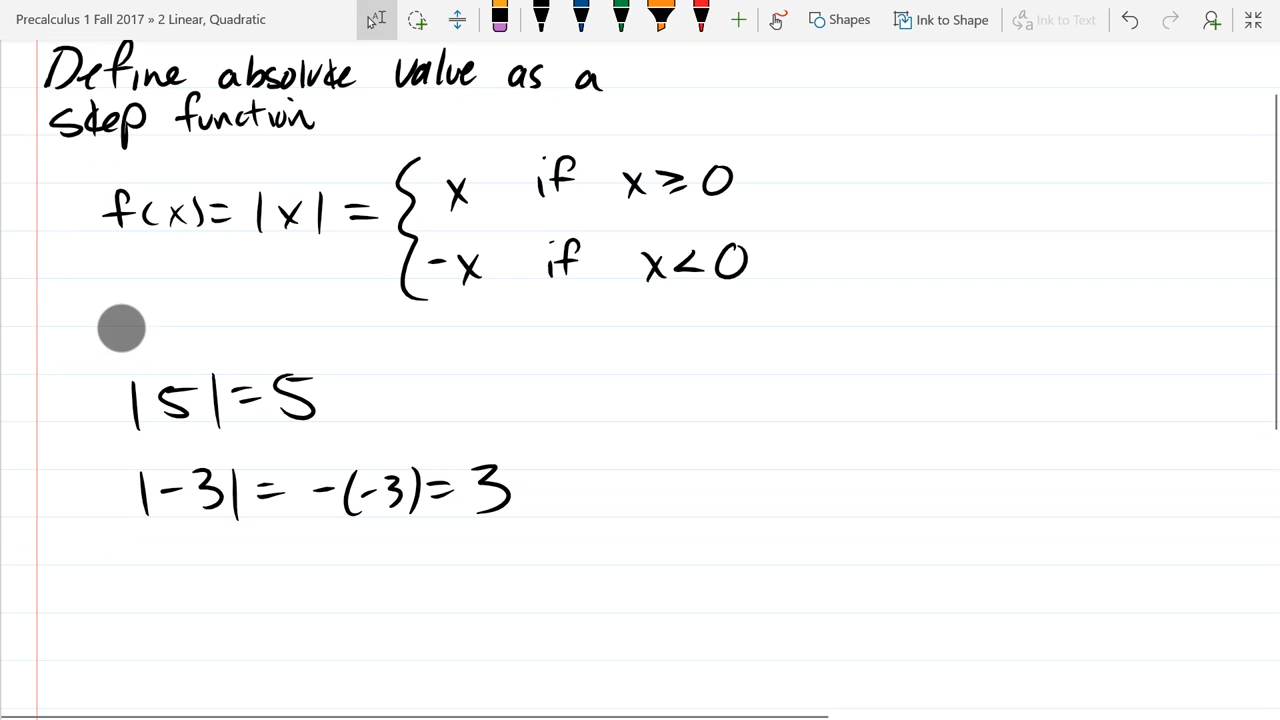 Precalculus 1 Fall 2017 » 2 Linear, Quadratic
Shapes
Ink to Shape
Ink to Text
Define absolute value as a
step function
f(x)= |x| = { x if x≥0
-x if x<0
|5|=5
|-3| = -(-3)= 3